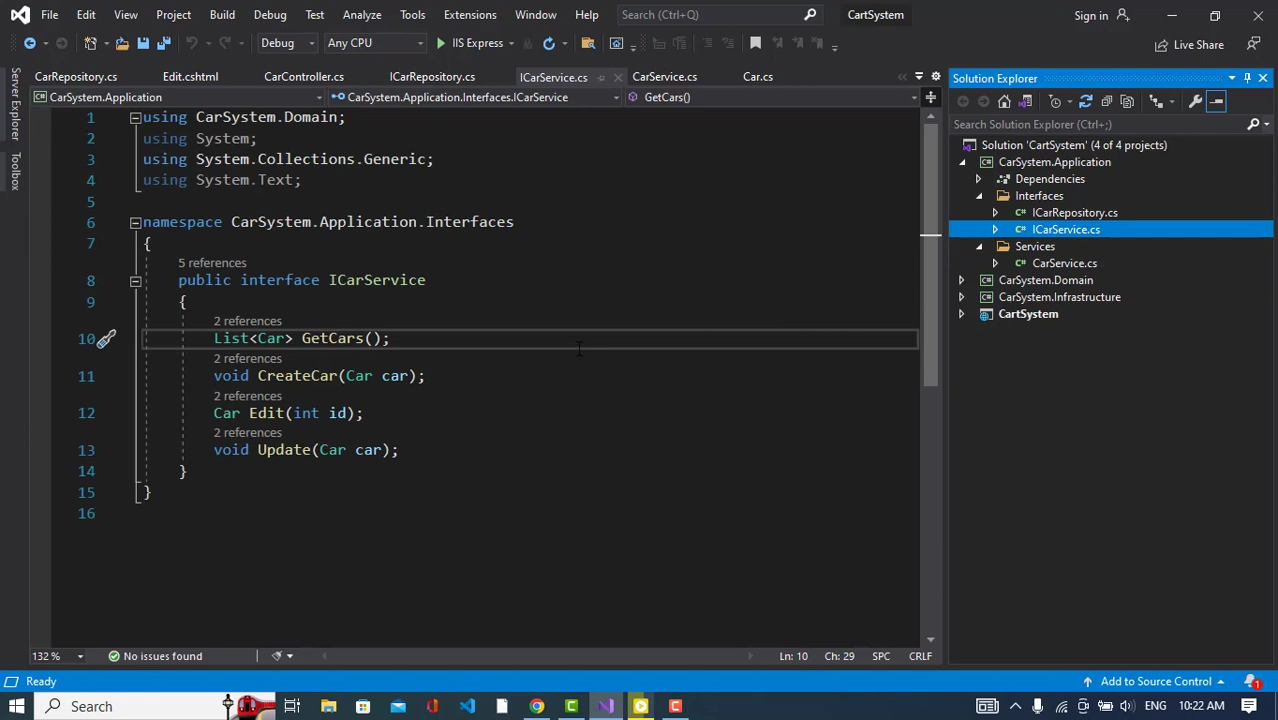 File Edit View Project Build Debug Test Analyze Tools Extensions Window Help Search (Ctrl+Q) CartSystem Sign in
Debug Any CPU IIS Express Live Share
CarRepository.cs Edit.cshtml CarController.cs ICarRepository.cs ICarService.cs CarService.cs Car.cs
CarSystem.Application CarSystem.Application.Interfaces.ICarService GetCars()
Server Explorer
Toolbox
1 using CarSystem.Domain;
2 using System;
3 using System.Collections.Generic;
4 using System.Text;
5
6 namespace CarSystem.Application.Interfaces
7 {
5 references
8 public interface ICarService
9 {
2 references
10 List<Car> GetCars();
2 references
11 void CreateCar(Car car);
2 references
12 Car Edit(int id);
2 references
13 void Update(Car car);
14 }
15 }
16
Solution Explorer
Search Solution Explorer (Ctrl+;)
Solution 'CartSystem' (4 of 4 projects)
CarSystem.Application
Dependencies
Interfaces
ICarRepository.cs
ICarService.cs
Services
CarService.cs
CarSystem.Domain
CarSystem.Infrastructure
CartSystem
132 % No issues found Ln: 10 Ch: 29 SPC CRLF
Ready Add to Source Control 1
Search ENG 10:22 AM